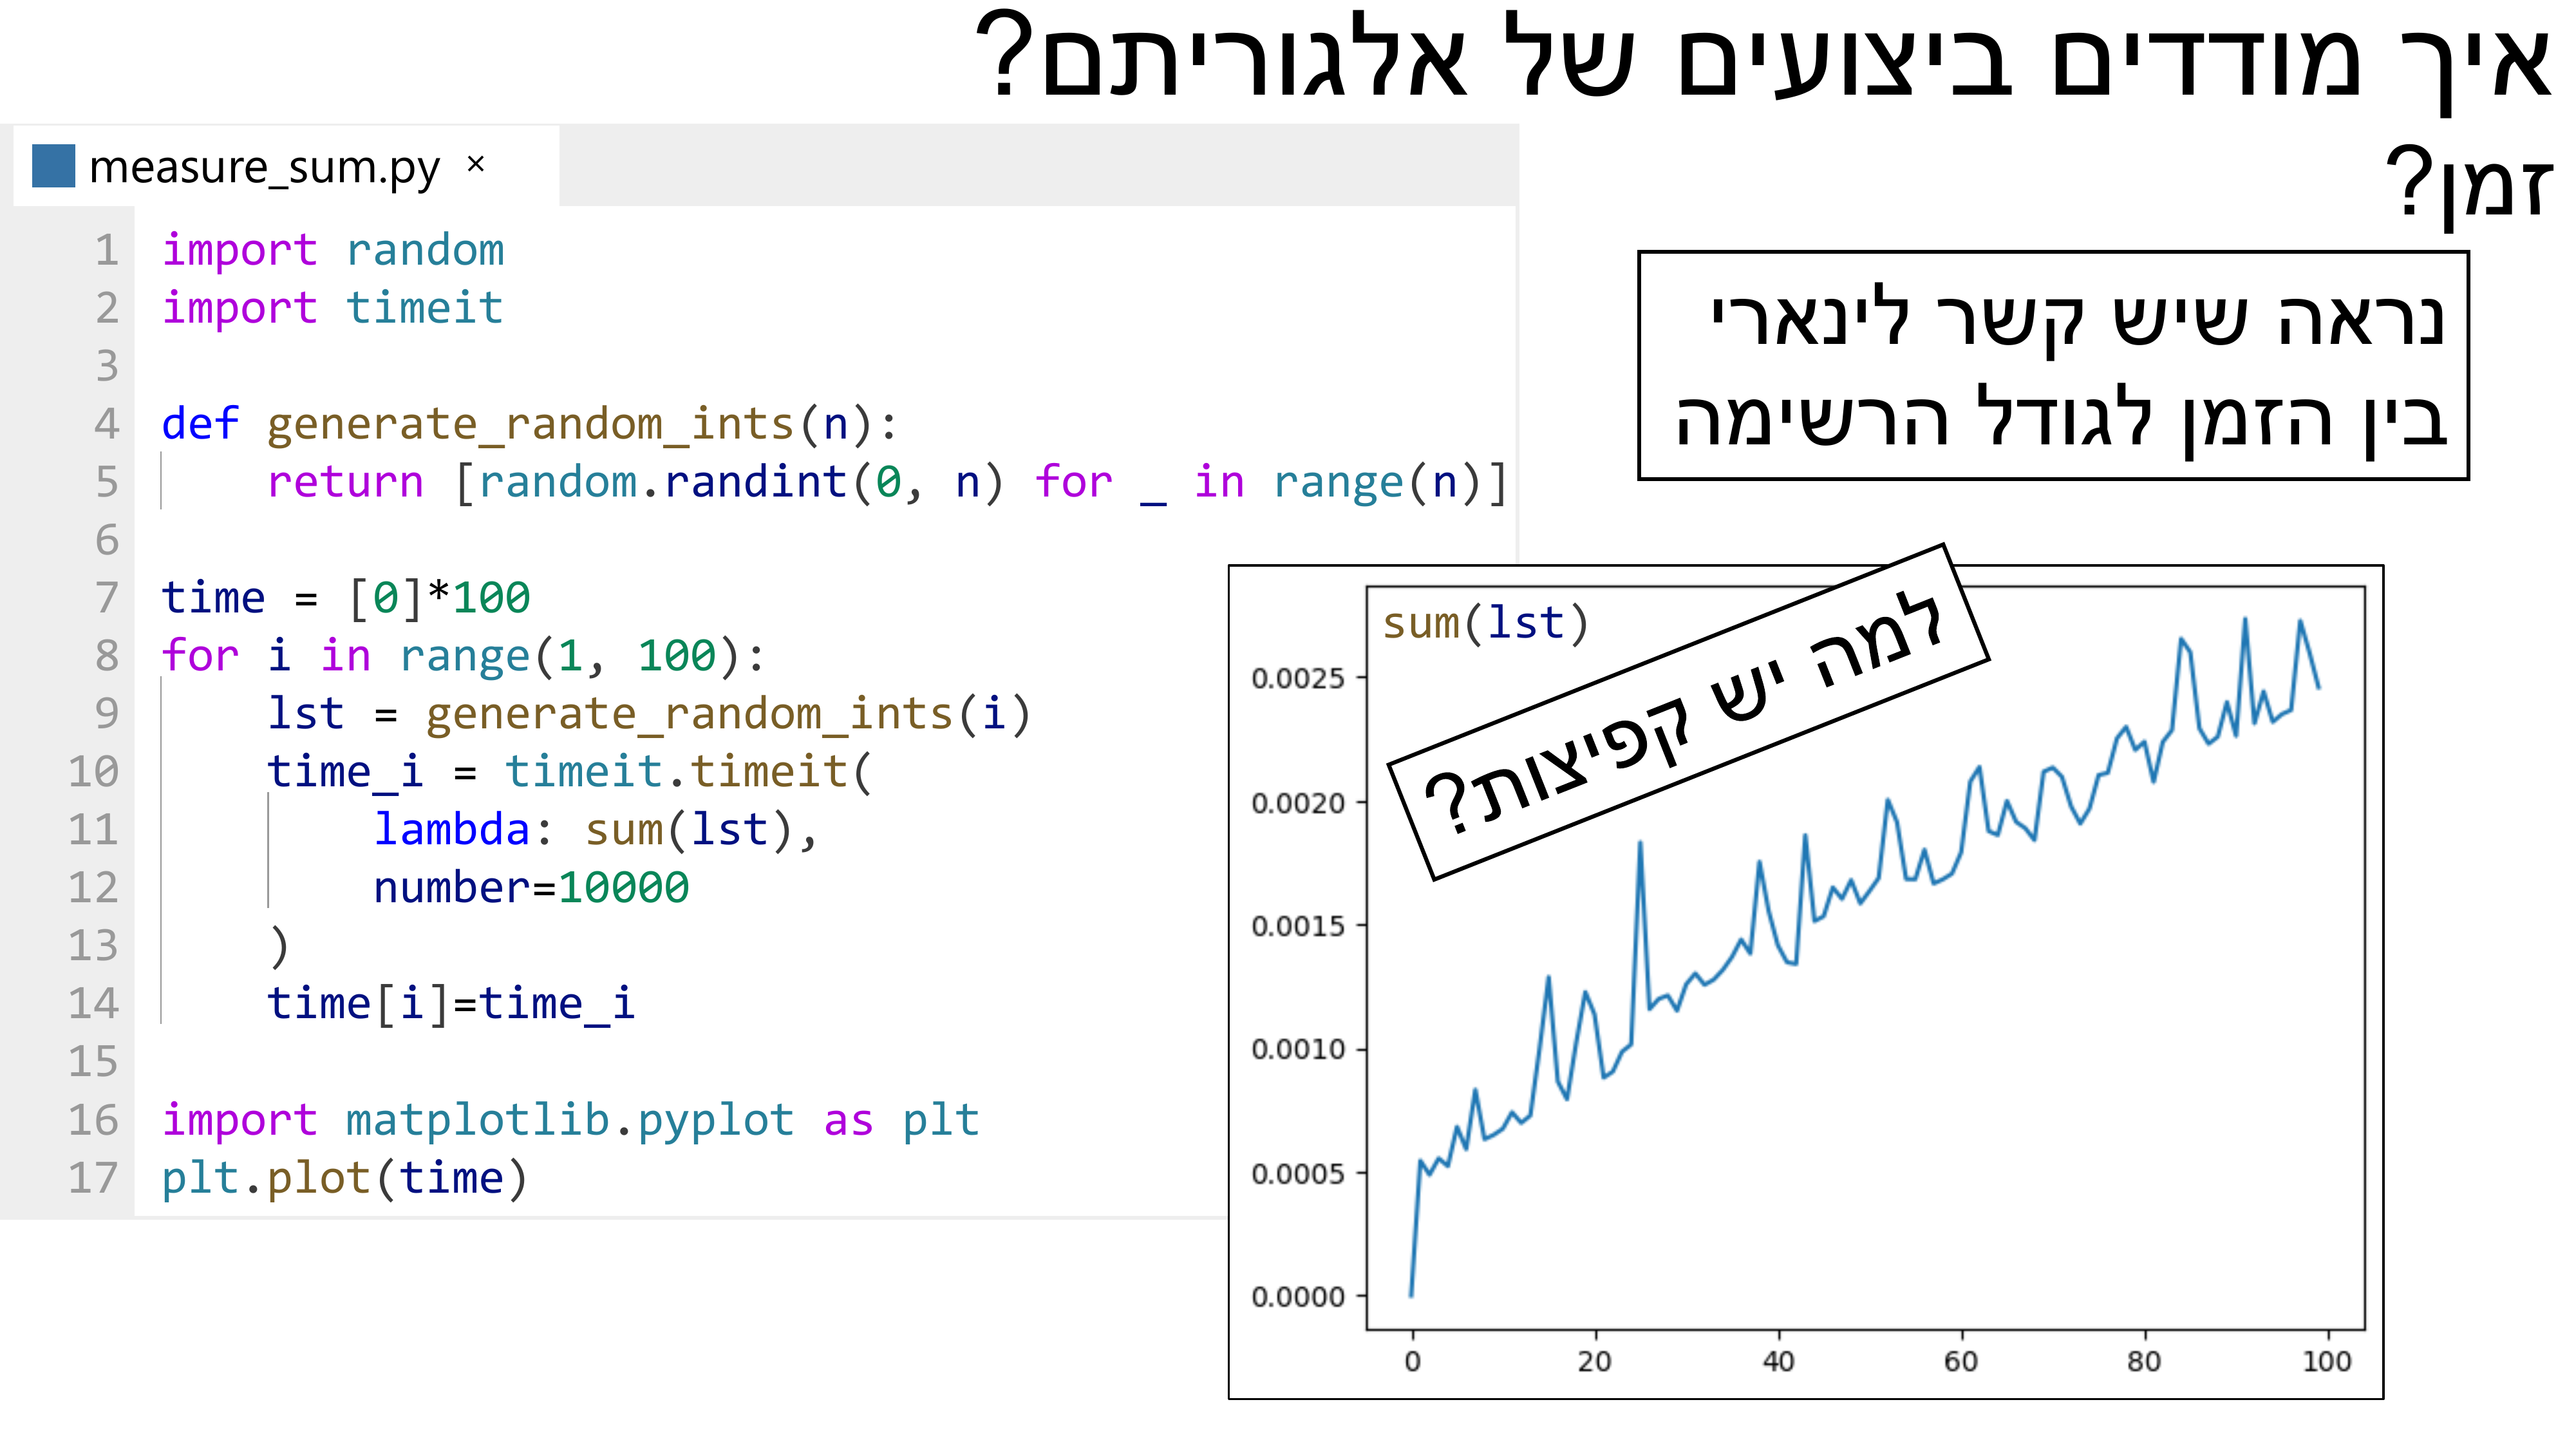 איך מודדים ביצועים של אלגוריתם?
זמן?
measure_sum.py ×
1 import random
2 import timeit
3
4 def generate_random_ints(n):
5     return [random.randint(0, n) for _ in range(n)]
6
7 time = [0]*100
8 for i in range(1, 100):
9     lst = generate_random_ints(i)
10     time_i = timeit.timeit(
11         lambda: sum(lst),
12         number=10000
13     )
14     time[i]=time_i
15
16 import matplotlib.pyplot as plt
17 plt.plot(time)
נראה שיש קשר לינארי
בין הזמן לגודל הרשימה
למה יש קפיצות?
sum(lst)
0.0025
0.0020
0.0015
0.0010
0.0005
0.0000
0 20 40 60 80 100